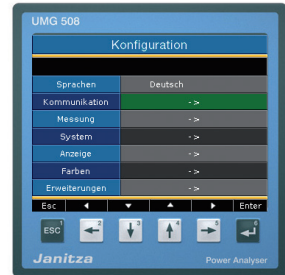 UMG 508
Konfiguration
Sprachen Deutsch
Kommunikation ->
Messung ->
System ->
Anzeige ->
Farben ->
Erweiterungen ->
Esc ◄ ▼ ▲ ► Enter
ESC 1 2 3 4 5 6
Janitza Power Analyser